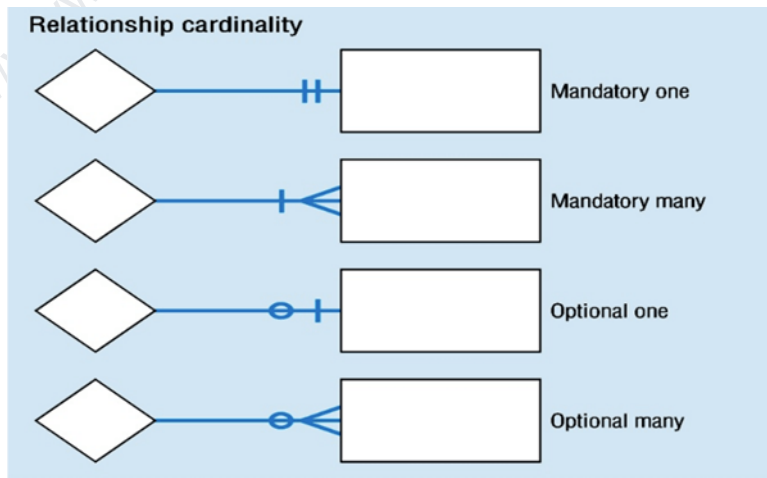 Relationship cardinality
Mandatory one
Mandatory many
Optional one
Optional many